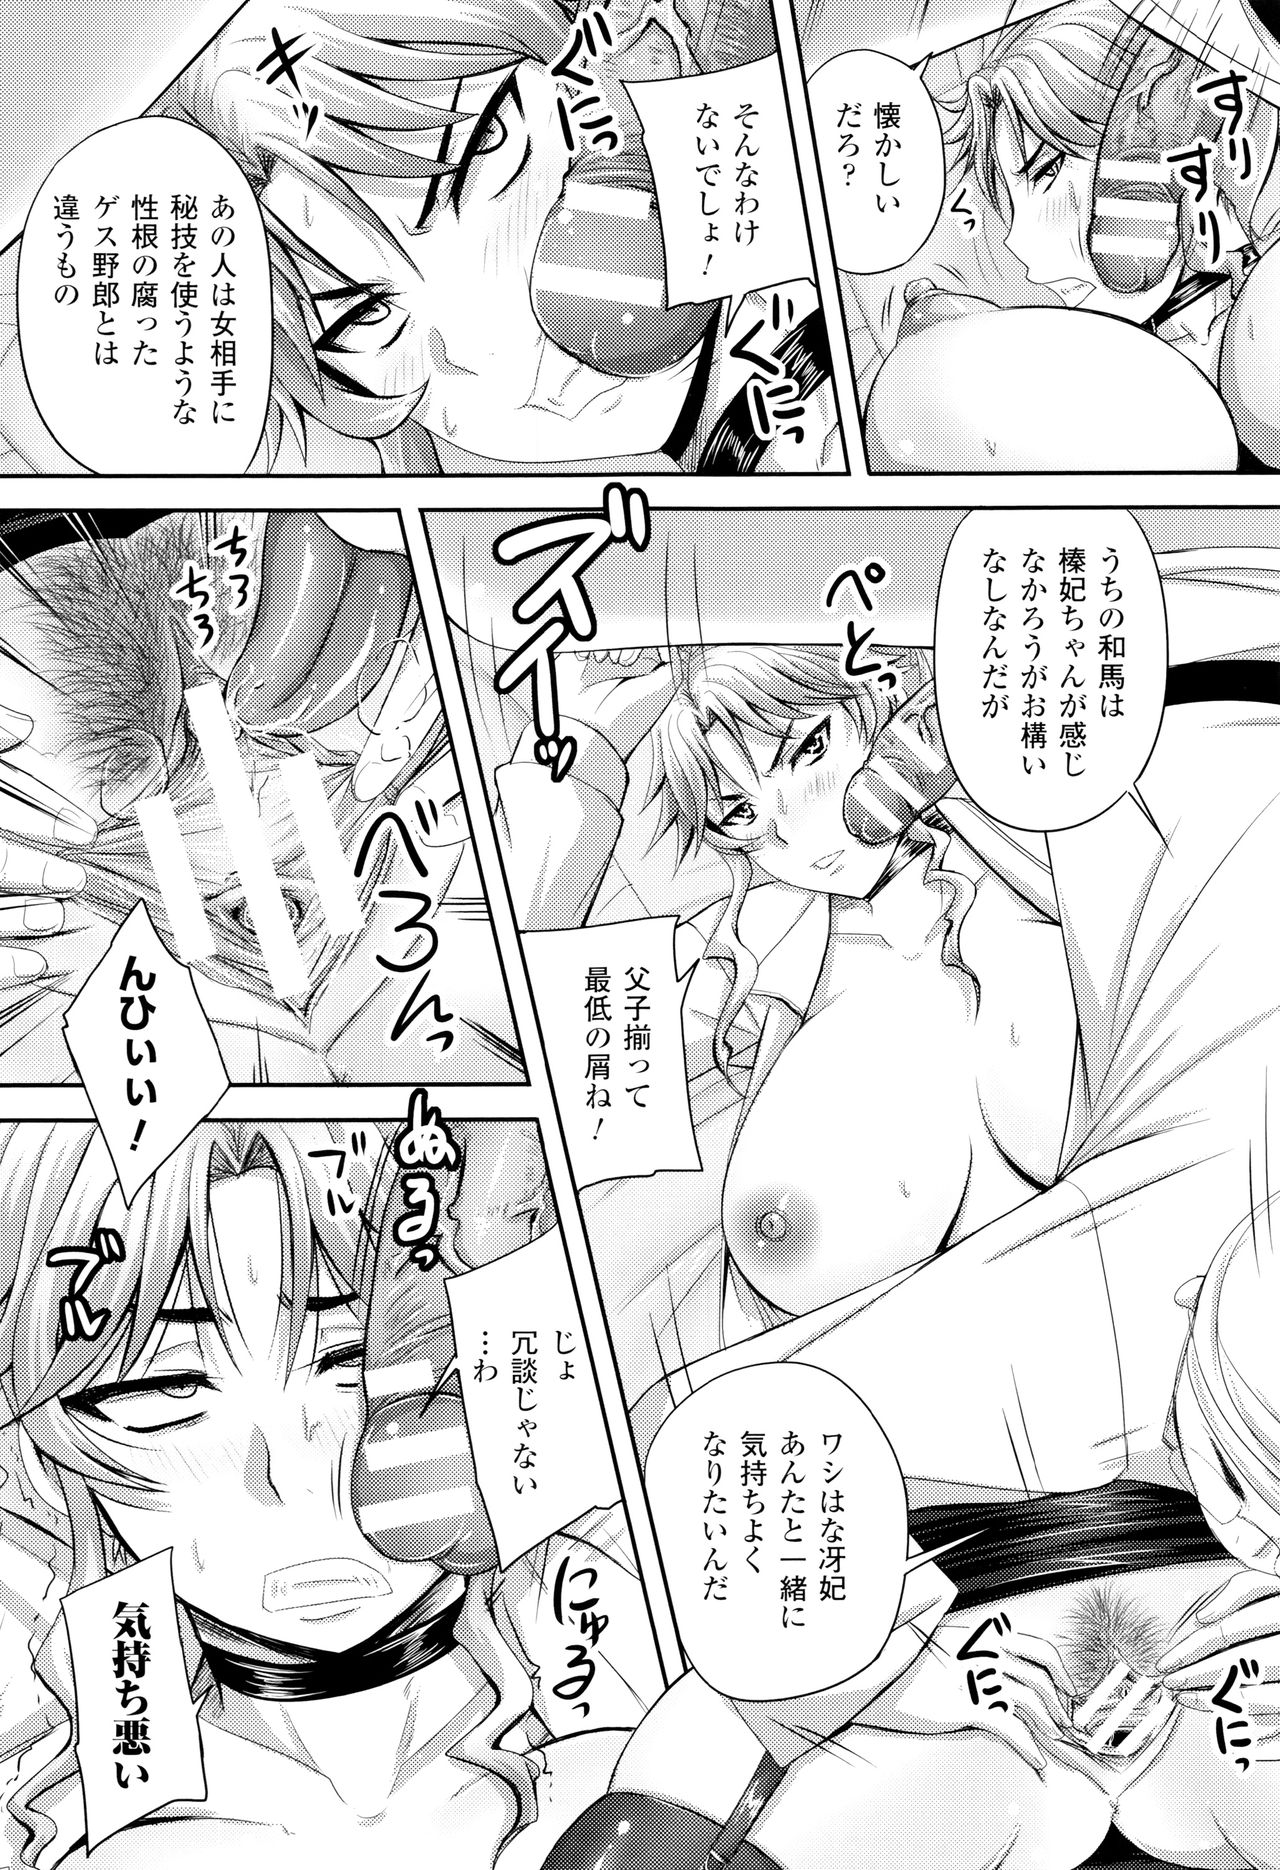 懐かしい
だろ?
すり
すり
くっ
そんなわけ
ないでしょ!
ぐに
にっ
ぐに
にっ
あの人は女相手に
秘技を使うような
性根の腐った
ゲス野郎とは
違うもの
うちの和馬は
榛妃ちゃんが感じ
なかろうがお構い
なしなんだが
ぺとっ
ズイッ
父子揃って
最低の屑ね!
ワシはな冴妃
あんたと一緒に
気持ちよく
なりたいんだ
ぐにっ
ぐにっ
ちろ
ちろ
べろんっ
んひぃぃ!
ぬるっ
ブル
ブル
じょ
冗談じゃない
…わ
にゅるっ
気持ち悪い